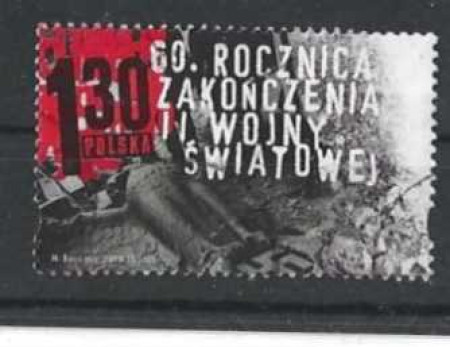 60. ROCZNICA
ZAKOŃCZENIA
II WOJNY
ŚWIATOWEJ
1 30
POLSKA